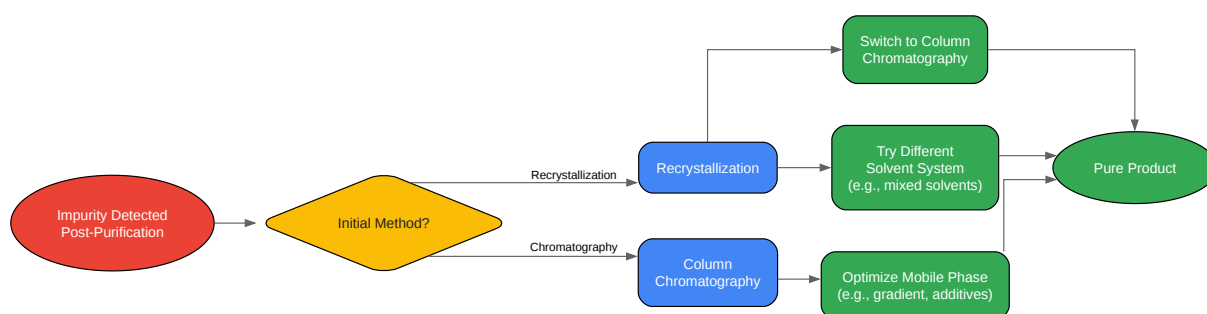 Switch to Column
Chromatography
Try Different
Solvent System
(e.g., mixed solvents)
Recrystallization
Recrystallization
Pure Product
Impurity Detected
Post-Purification
Initial Method?
Chromatography
Column
Chromatography
Optimize Mobile Phase
(e.g., gradient, additives)